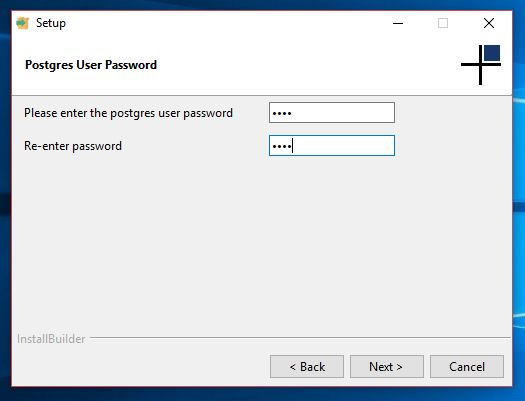 Setup
Postgres User Password
Please enter the postgres user password ••••
Re-enter password ••••
InstallBuilder
< Back Next > Cancel